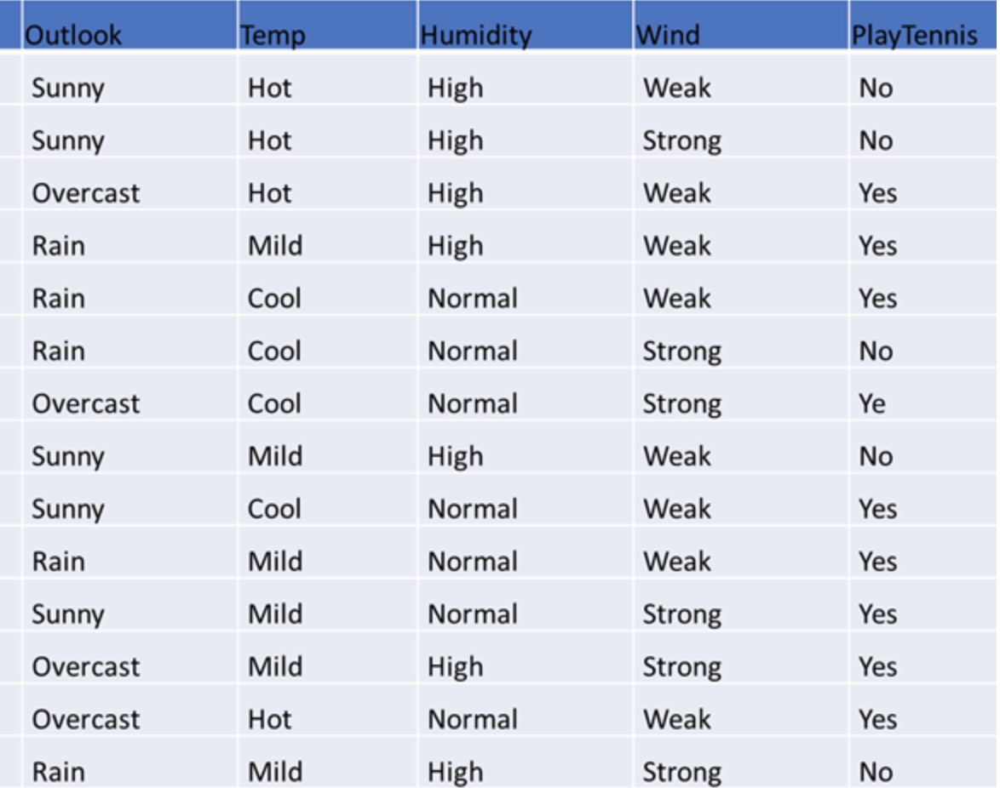 Outlook Temp Humidity Wind PlayTennis
Sunny Hot High Weak No
Sunny Hot High Strong No
Overcast Hot High Weak Yes
Rain Mild High Weak Yes
Rain Cool Normal Weak Yes
Rain Cool Normal Strong No
Overcast Cool Normal Strong Ye
Sunny Mild High Weak No
Sunny Cool Normal Weak Yes
Rain Mild Normal Weak Yes
Sunny Mild Normal Strong Yes
Overcast Mild High Strong Yes
Overcast Hot Normal Weak Yes
Rain Mild High Strong No